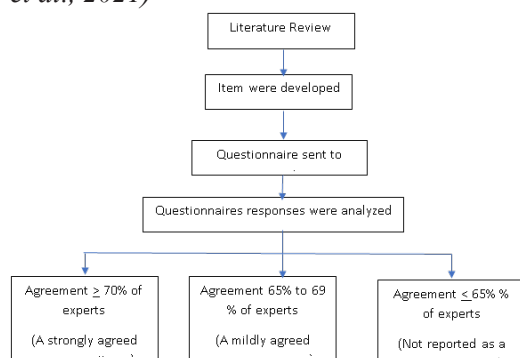 et al., 2021)
Literature Review
Item were developed
Questionnaire sent to
Questionnaires responses were analyzed
Agreement ≥ 70% of
experts
(A strongly agreed
Agreement 65% to 69
% of experts
(A mildly agreed
Agreement ≤ 65% %
of experts
(Not reported as a